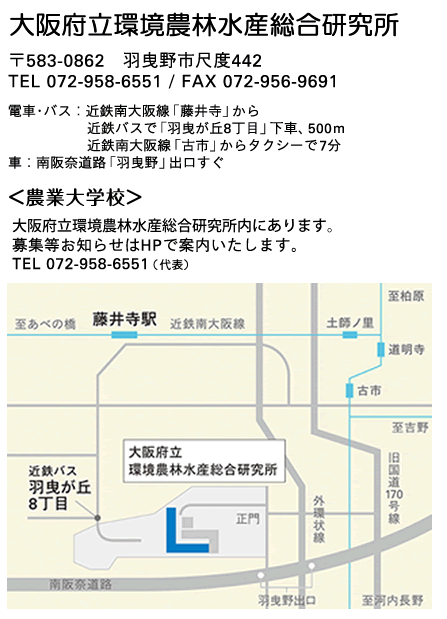 大阪府立環境農林水産総合研究所
〒583-0862　羽曳野市尺度442
TEL 072-958-6551 / FAX 072-956-9691
電車・バス：近鉄南大阪線「藤井寺」から
近鉄バスで「羽曳が丘8丁目」下車、500m
近鉄南大阪線「古市」からタクシーで7分
車：南阪奈道路「羽曳野」出口すぐ
＜農業大学校＞
大阪府立環境農林水産総合研究所内にあります。
募集等お知らせはHPで案内いたします。
TEL 072-958-6551（代表）
至柏原
至あべの橋
藤井寺駅
近鉄南大阪線
土師ノ里
道明寺
古市
至吉野
大阪府立
環境農林水産総合研究所
近鉄バス
羽曳が丘
8丁目
正門
外環状線
旧国道170号線
南阪奈道路
羽曳野出口
至河内長野